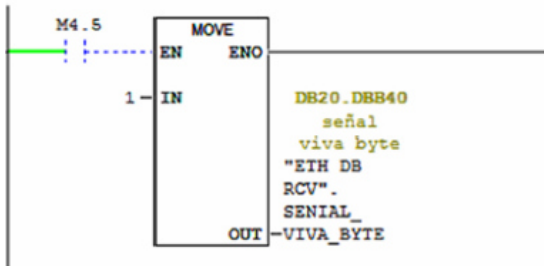 M4.5
MOVE
EN ENO
1 IN
DB20.DBB40
señal
viva byte
"ETH DB
RCV".
SENIAL_
OUT VIVA_BYTE